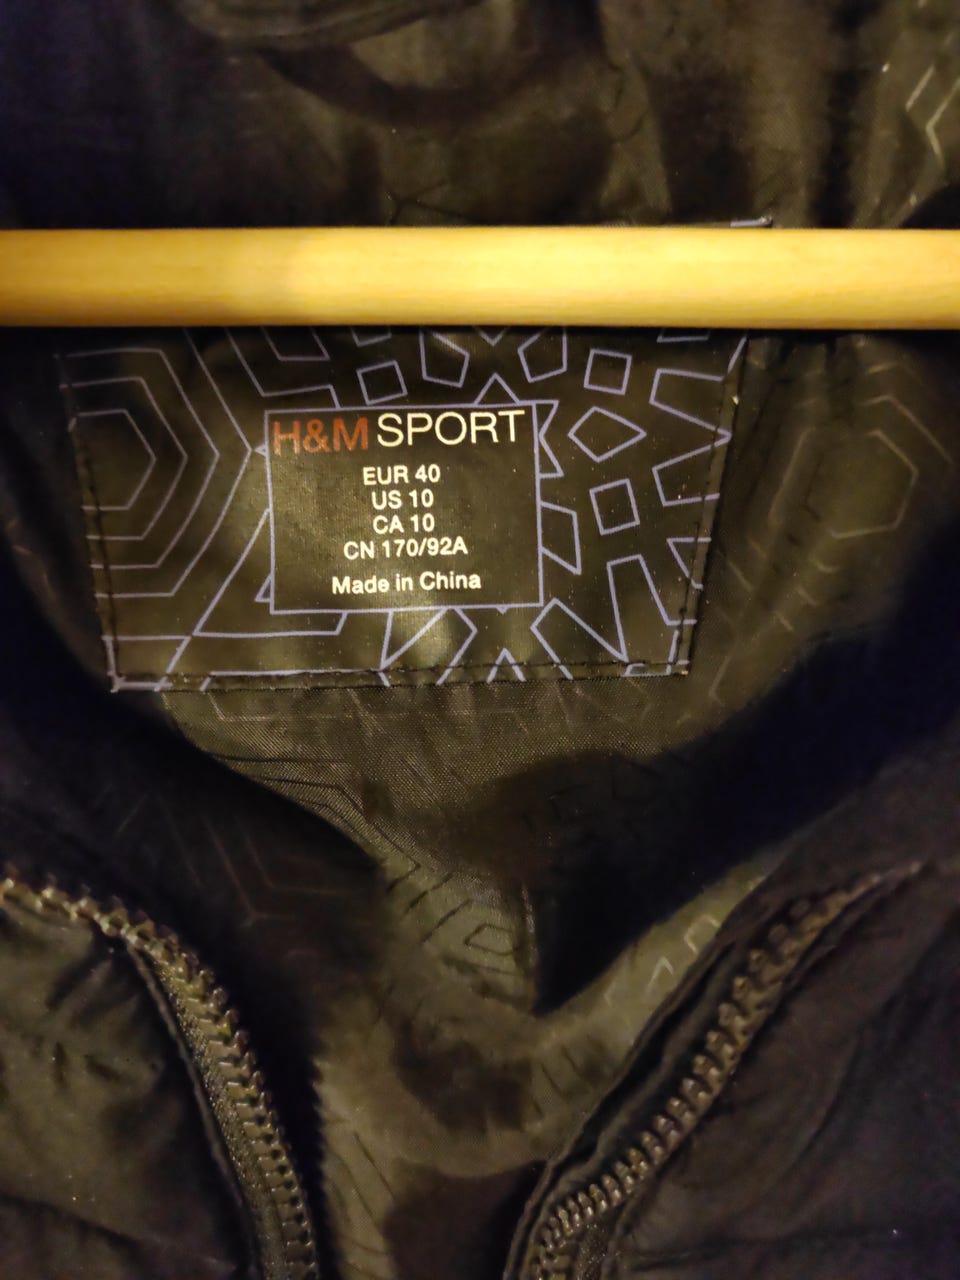 H&M SPORT
EUR 40
US 10
CA 10
CN 170/92A
Made in China